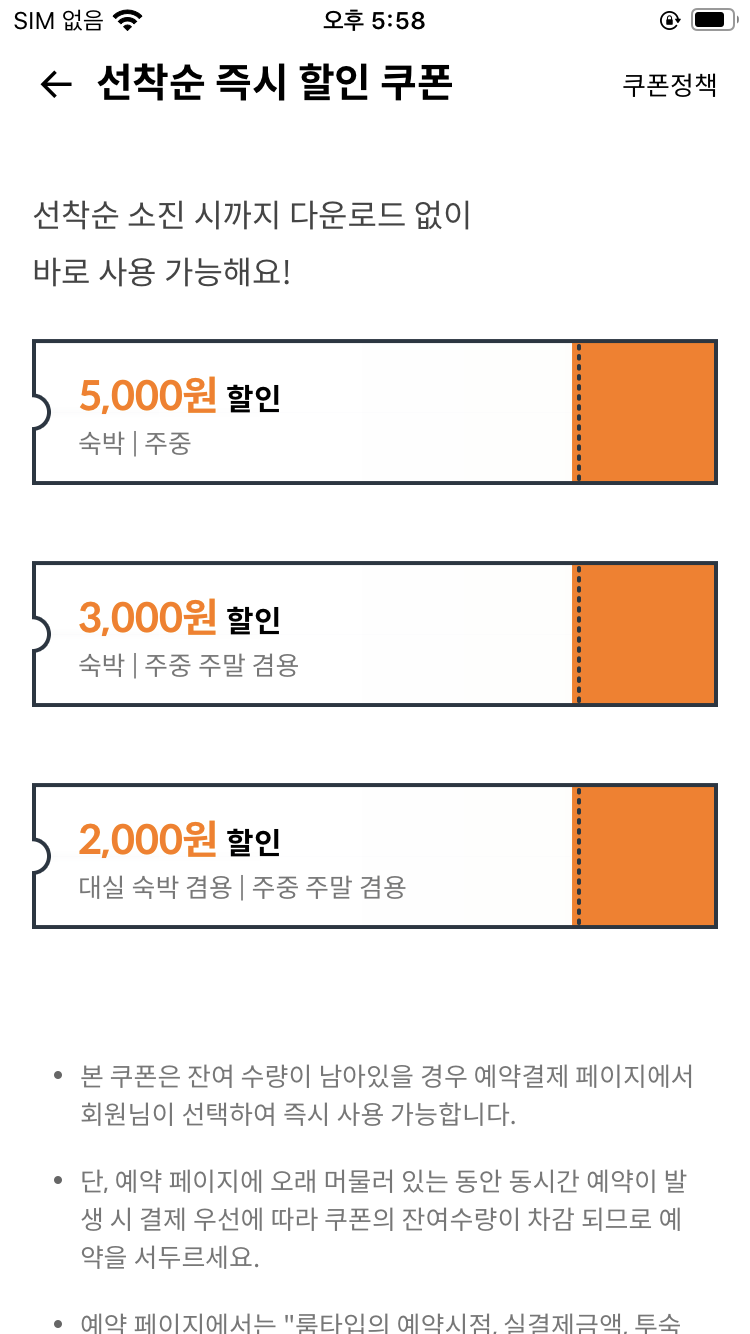 SIM 없음 오후 5:58
선착순 즉시 할인 쿠폰 쿠폰정책
선착순 소진 시까지 다운로드 없이
바로 사용 가능해요!
5,000원 할인
숙박 | 주중
3,000원 할인
숙박 | 주중 주말 겸용
2,000원 할인
대실 숙박 겸용 | 주중 주말 겸용
• 본 쿠폰은 잔여 수량이 남아있을 경우 예약결제 페이지에서
회원님이 선택하여 즉시 사용 가능합니다.
• 단, 예약 페이지에 오래 머물러 있는 동안 동시간 예약이 발
생 시 결제 우선에 따라 쿠폰의 잔여수량이 차감 되므로 예
약을 서두르세요.
• 예약 페이지에서는 "룸타입의 예약시점, 실결제금액, 투숙